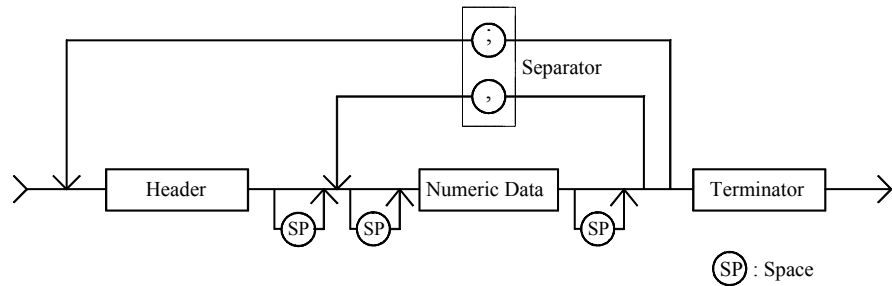 ;
Separator
,
Header
Numeric Data
Terminator
SP
SP
SP
SP : Space